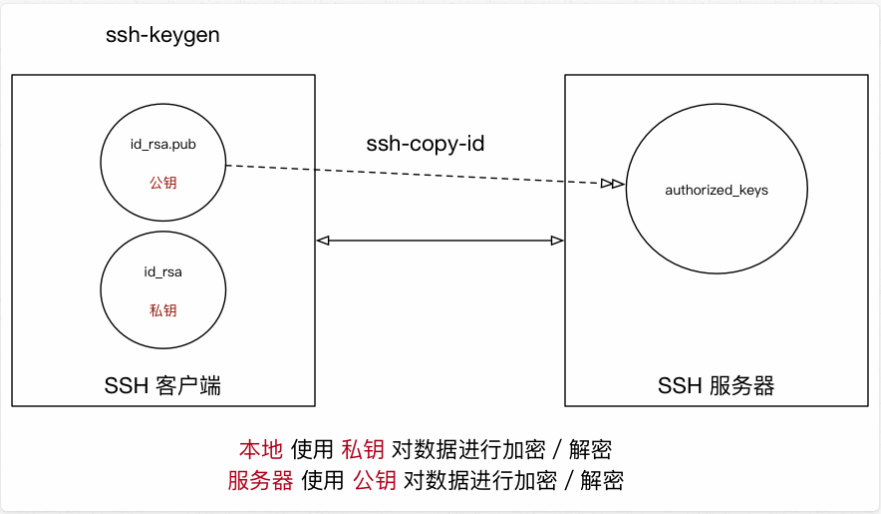 ssh-keygen
id_rsa.pub
公钥
ssh-copy-id
authorized_keys
id_rsa
私钥
SSH 客户端
SSH 服务器
本地 使用 私钥 对数据进行加密 / 解密
服务器 使用 公钥 对数据进行加密 / 解密